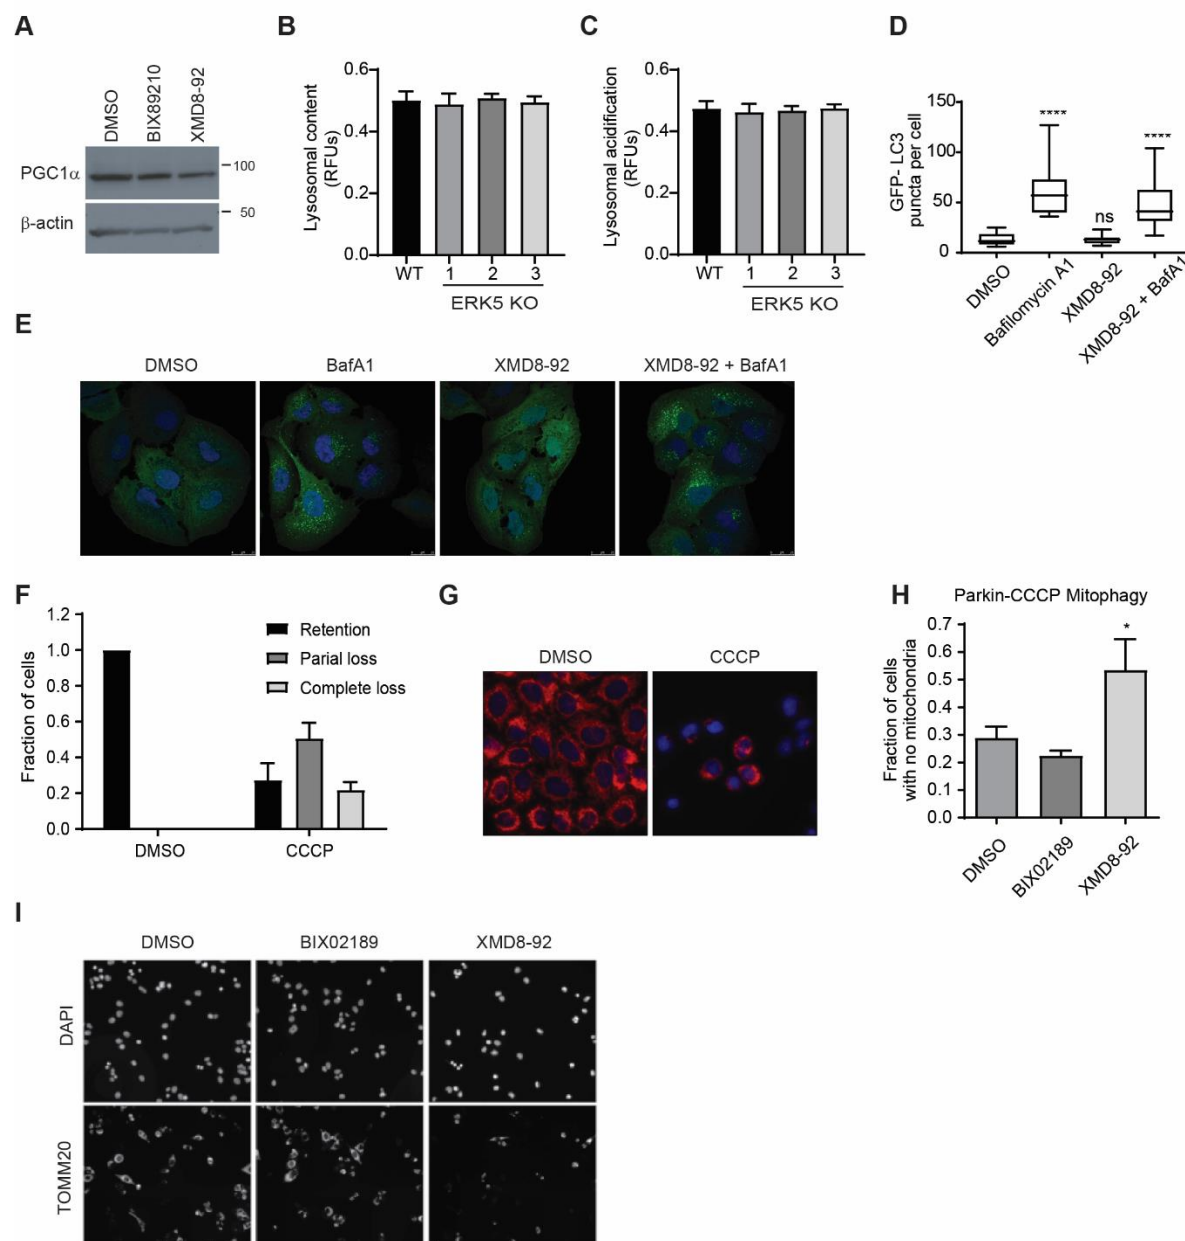 A
DMSO
BIX89210
XMD8-92
PGC1α
100
β-actin
50
B
Lysosomal content
(RFUs)
0.6
0.4
0.2
0.0
WT
1
2
3
ERK5 KO
C
Lysosomal acidification
(RFUs)
0.6
0.4
0.2
0.0
WT
1
2
3
ERK5 KO
D
GFP- LC3
puncta per cell
150
100
50
0
****
ns
****
DMSO
Bafilomycin A1
XMD8-92
XMD8-92 + BafA1
E
DMSO
BafA1
XMD8-92
XMD8-92 + BafA1
F
Fraction of cells
1.2
1.0
0.8
0.6
0.4
0.2
0.0
Retention
Parial loss
Complete loss
DMSO
CCCP
G
DMSO
CCCP
H
Parkin-CCCP Mitophagy
Fraction of cells
with no mitochondria
0.7
0.6
0.5
0.4
0.3
0.2
0.1
0.0
*
DMSO
BIX02189
XMD8-92
I
DMSO
BIX02189
XMD8-92
DAPI
TOMM20